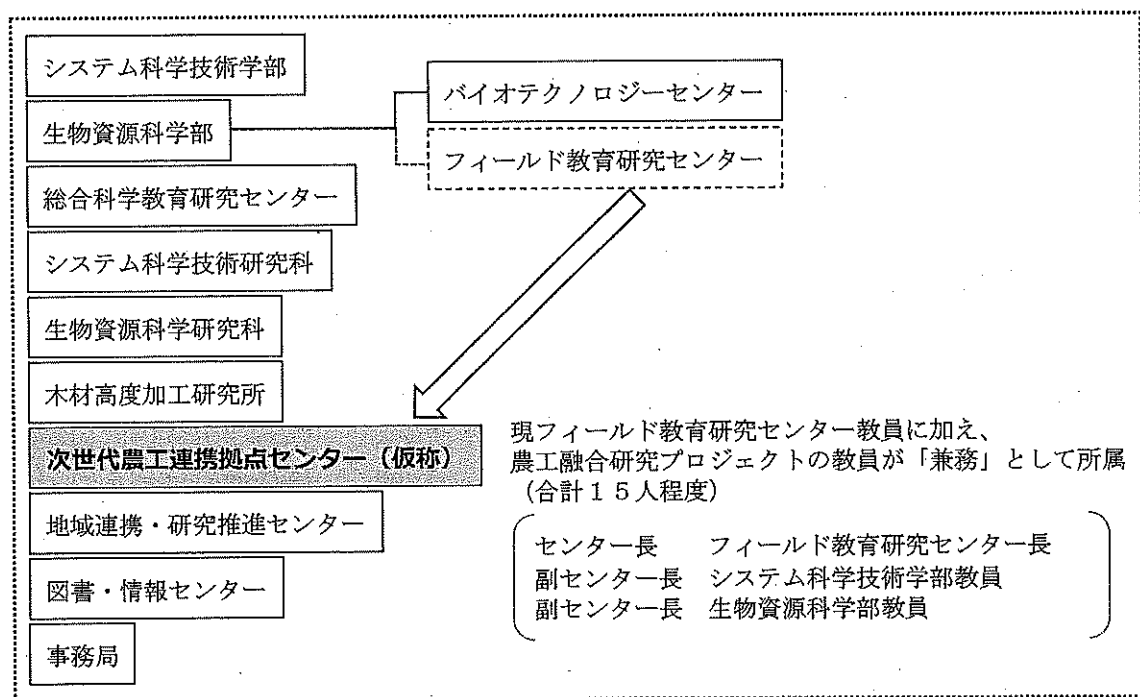 システム科学技術学部
生物資源科学部
バイオテクノロジーセンター
フィールド教育研究センター
総合科学教育研究センター
システム科学技術研究科
生物資源科学研究科
木材高度加工研究所
次世代農工連携拠点センター（仮称）
現フィールド教育研究センター教員に加え、
農工融合研究プロジェクトの教員が「兼務」として所属
（合計１５人程度）
地域連携・研究推進センター
図書・情報センター
事務局
センター長　　フィールド教育研究センター長
副センター長　システム科学技術学部教員
副センター長　生物資源科学部教員